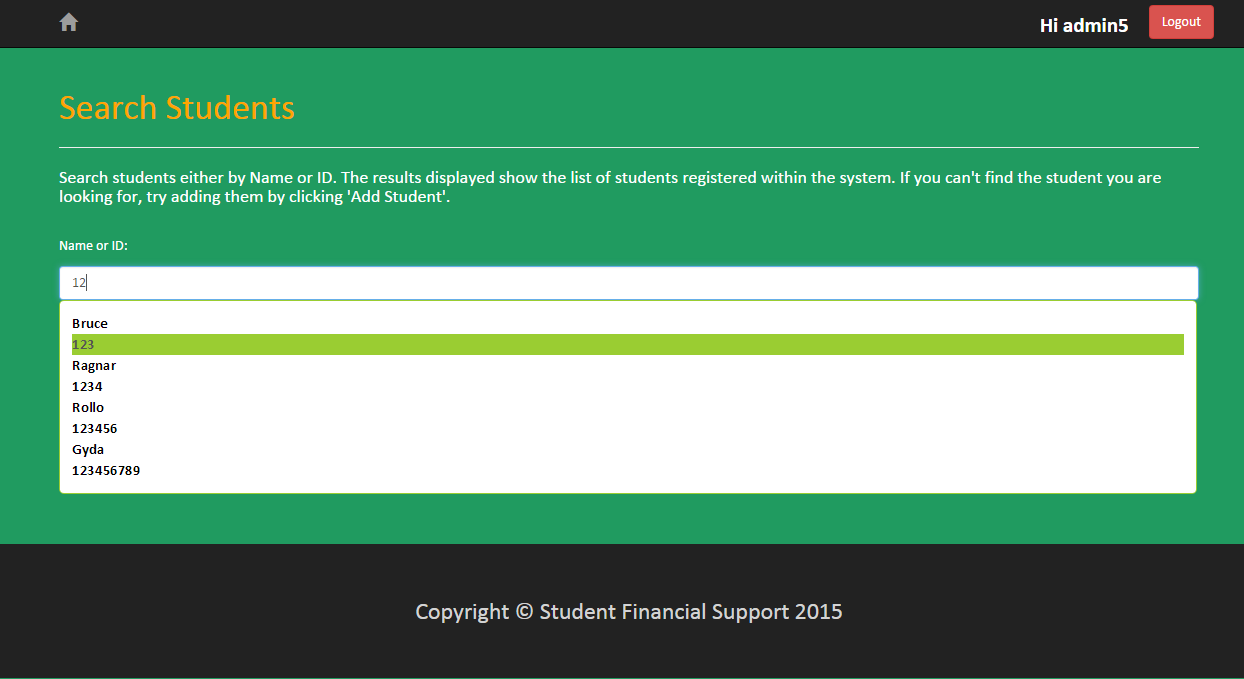 Hi admin5
Logout
Search Students
Search students either by Name or ID. The results displayed show the list of students registered within the system. If you can't find the student you are
looking for, try adding them by clicking 'Add Student'.
Name or ID:
12
Bruce
123
Ragnar
1234
Rollo
123456
Gyda
123456789
Copyright © Student Financial Support 2015